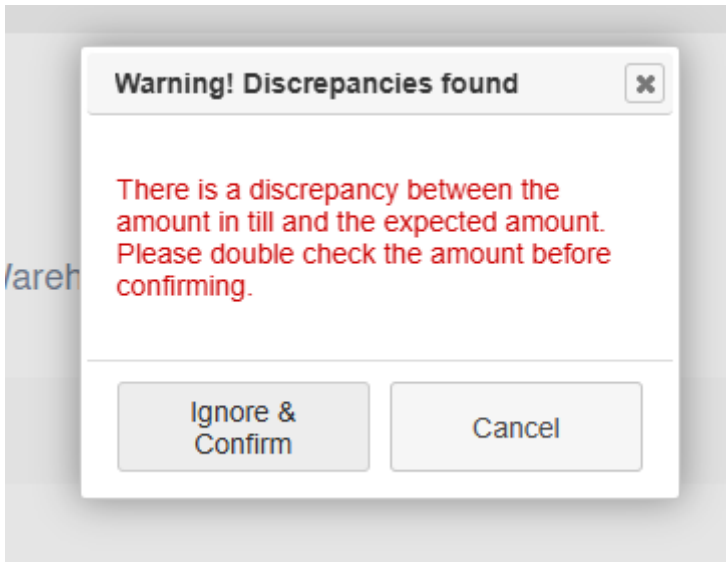 Warning! Discrepancies found
There is a discrepancy between the
amount in till and the expected amount.
Please double check the amount before
confirming.
Ignore &
Confirm
Cancel